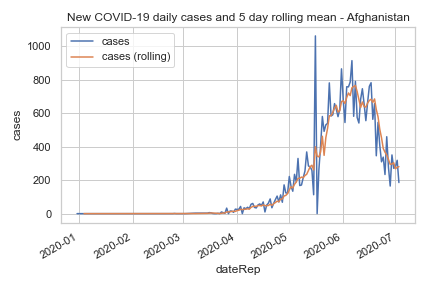 New COVID-19 daily cases and 5 day rolling mean - Afghanistan
cases
cases (rolling)
1000
800
600
400
200
0
cases
2020-01
2020-02
2020-03
2020-04
2020-05
2020-06
2020-07
dateRep